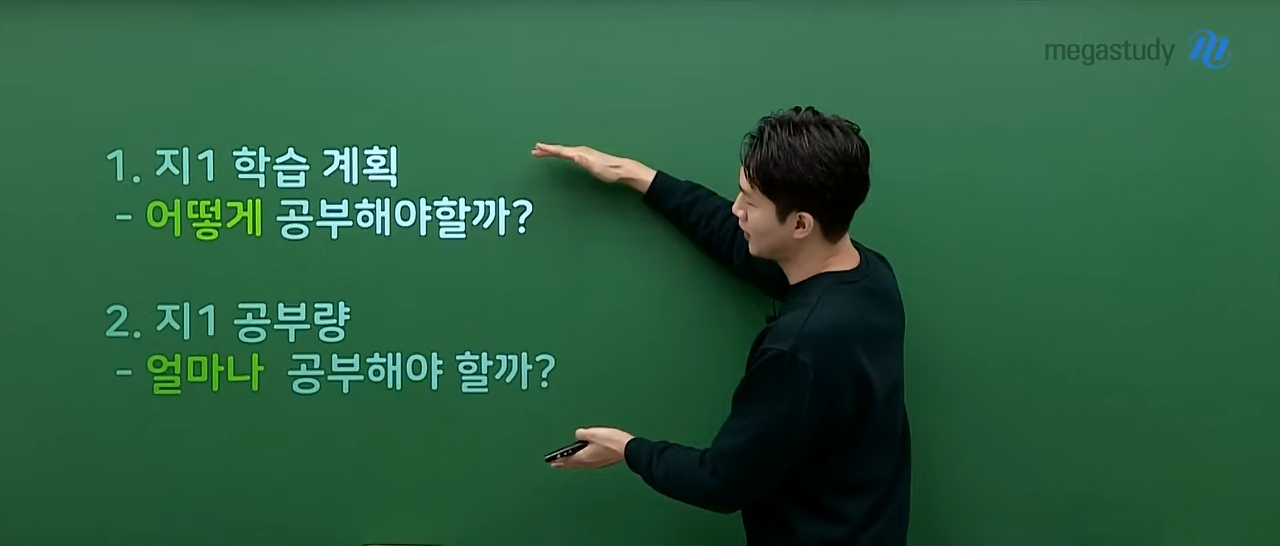 megastudy
1. 지1 학습 계획
- 어떻게 공부해야할까?
2. 지1 공부량
- 얼마나 공부해야 할까?